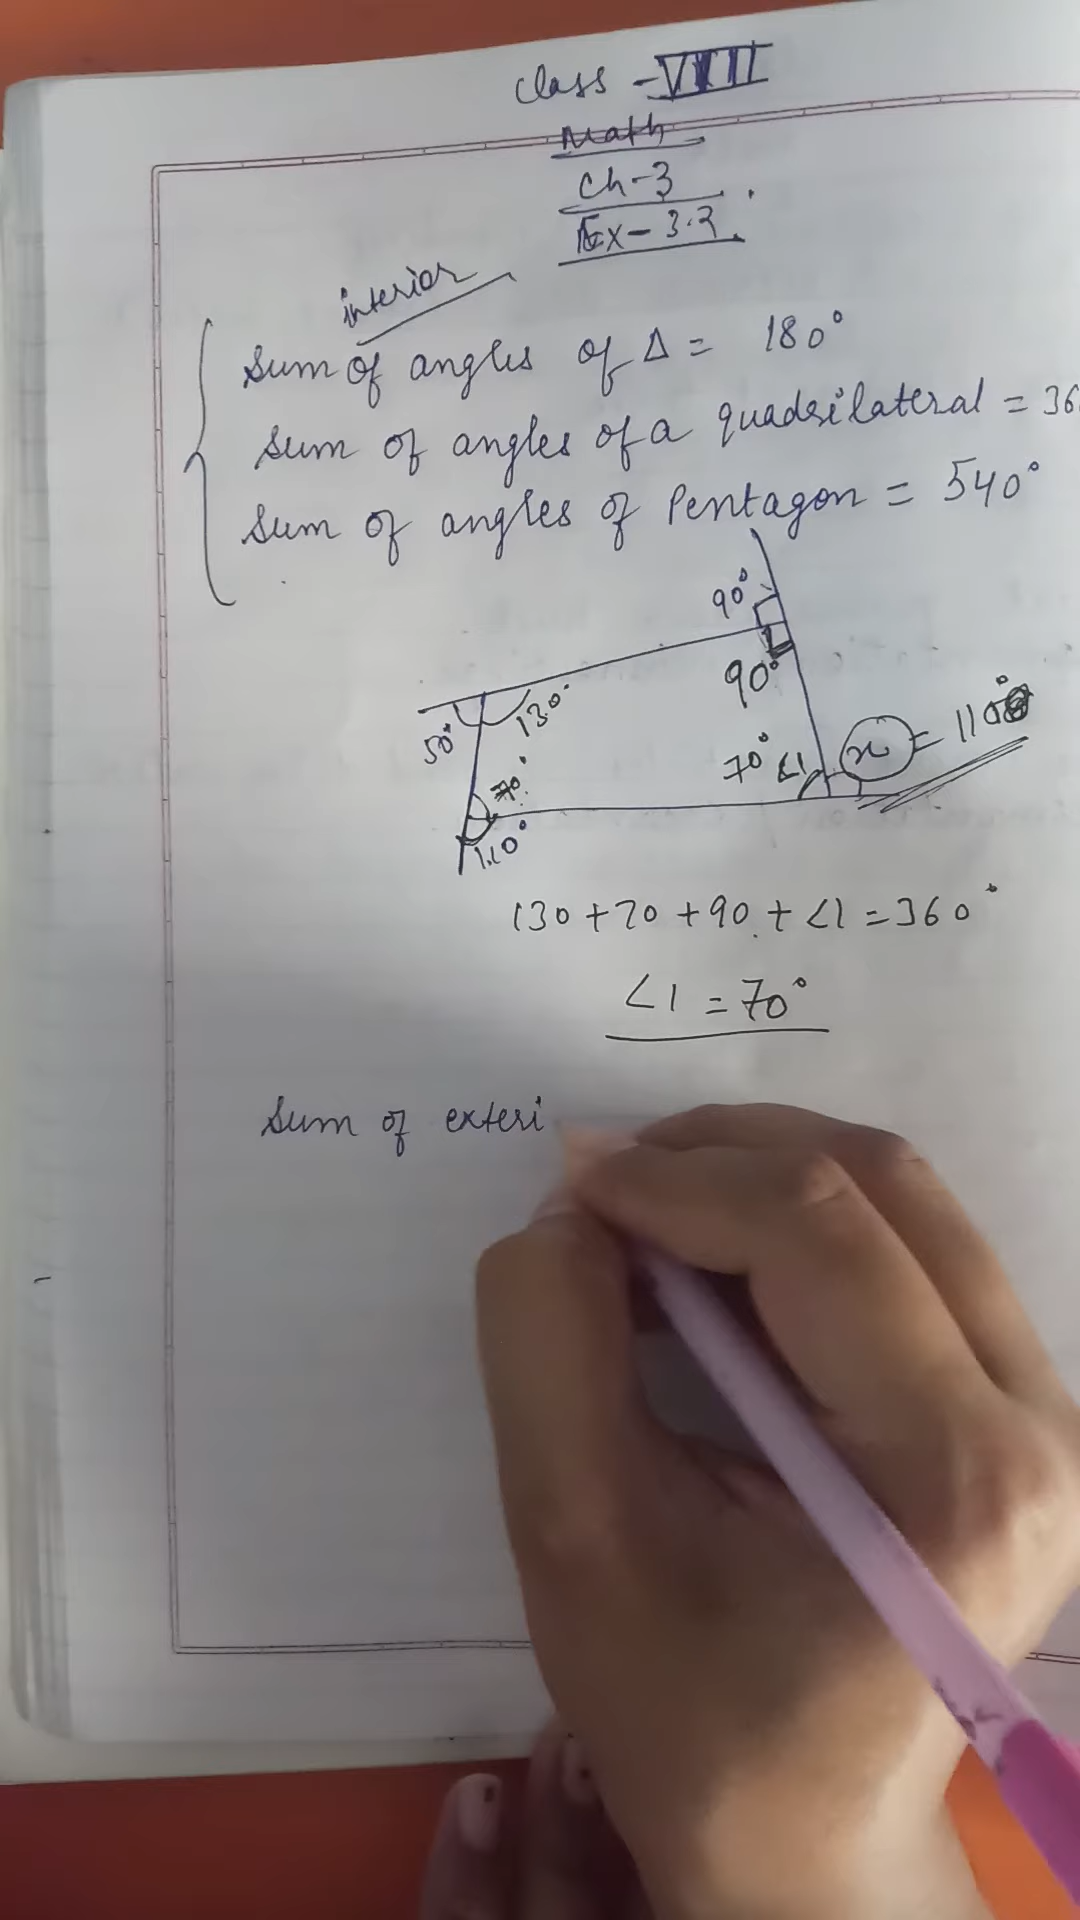 Class - VIII
Math
Ch-3
Ex- 3.2
interior
Sum of angles of Δ = 180°
Sum of angles of a quadrilateral = 36
Sum of angles of Pentagon = 540°
90°
90°
50°
130°
70°
110°
70° ∠1
x = 110°
130+70+90+∠1=360°
∠1 = 70°
Sum of exteri